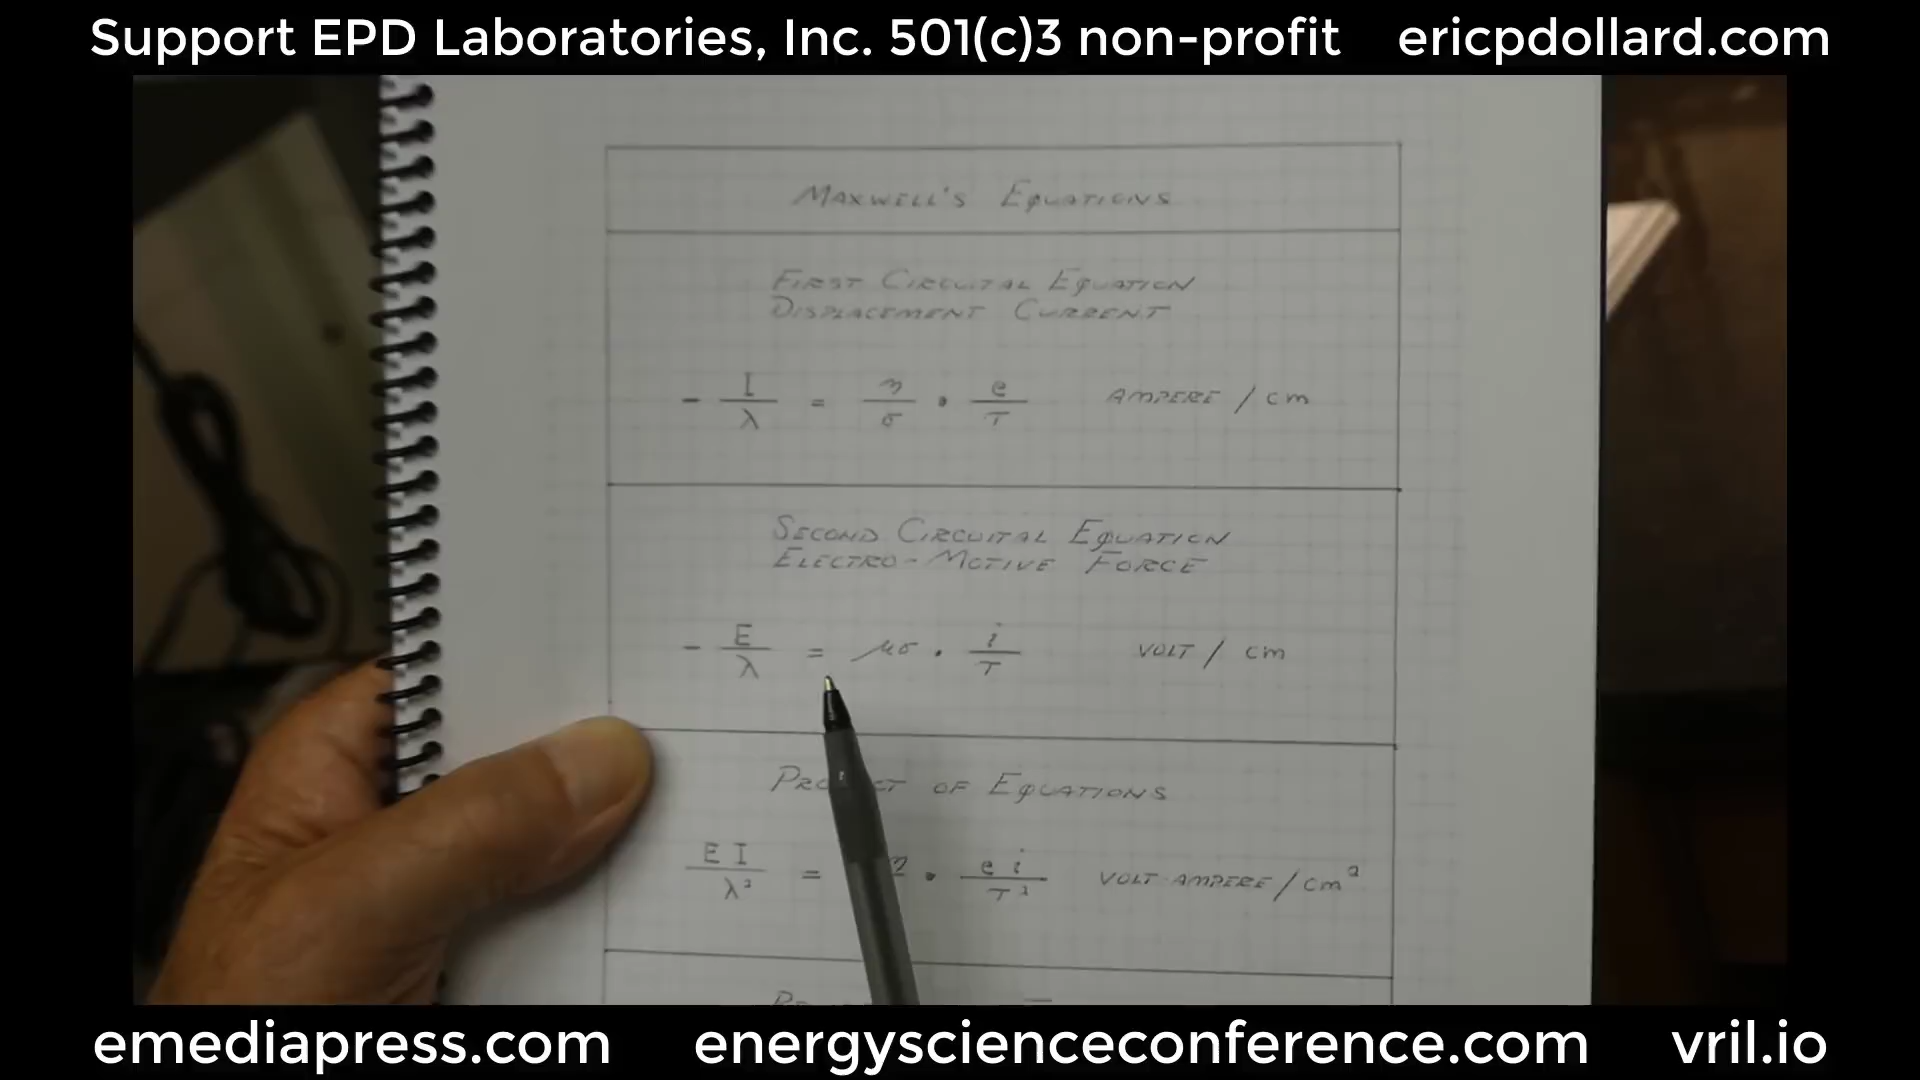 Support EPD Laboratories, Inc. 501(c)3 non-profit ericpdollard.com
MAXWELL'S EQUATIONS
FIRST CIRCUITAL EQUATION
DISPLACEMENT CURRENT
- I/λ = η/σ · e/T AMPERE / cm
SECOND CIRCUITAL EQUATION
ELECTRO-MOTIVE FORCE
- E/λ = μσ · i/T VOLT / cm
OF EQUATIONS
E I/λ² = · e i/T² VOLT-AMPERE / cm²
emediapress.com energyscienceconference.com vril.io